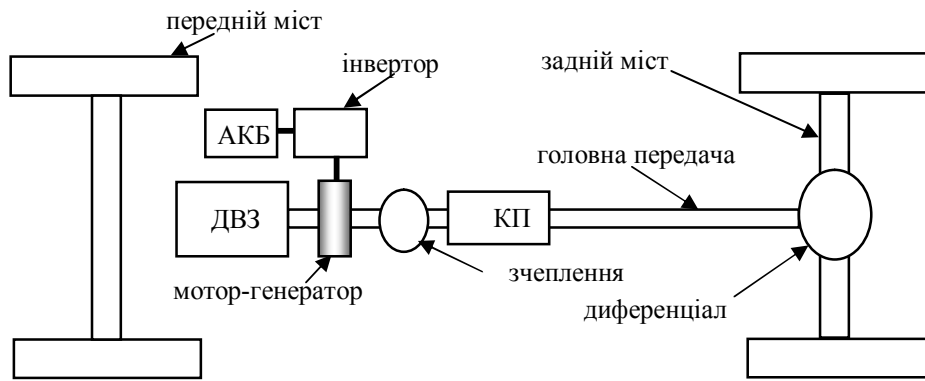 передній міст
інвертор
задній міст
АКБ
головна передача
ДВЗ
КП
зчеплення
мотор-генератор
диференціал